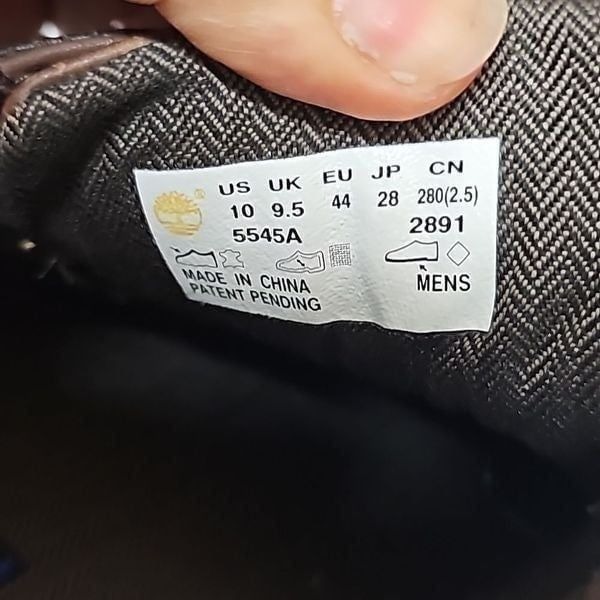 US UK EU JP CN
10 9.5 44 28 280(2.5)
5545A 2891
MADE IN CHINA
PATENT PENDING
MENS